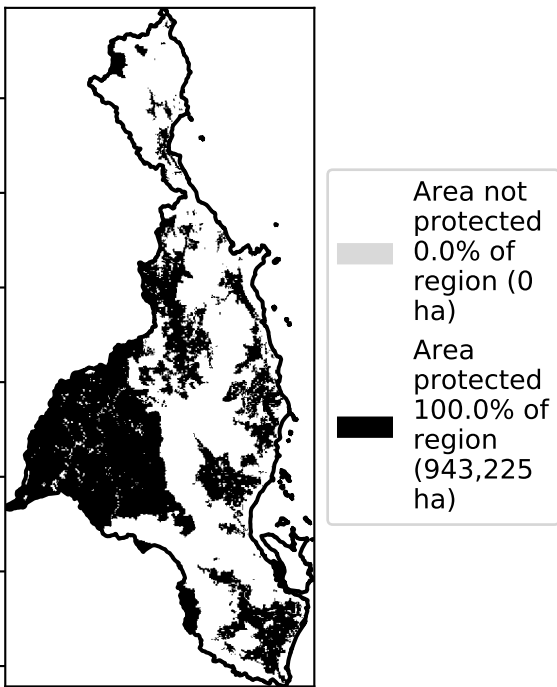 Area not
protected
0.0% of
region (0
ha)
Area
protected
100.0% of
region
(943,225
ha)